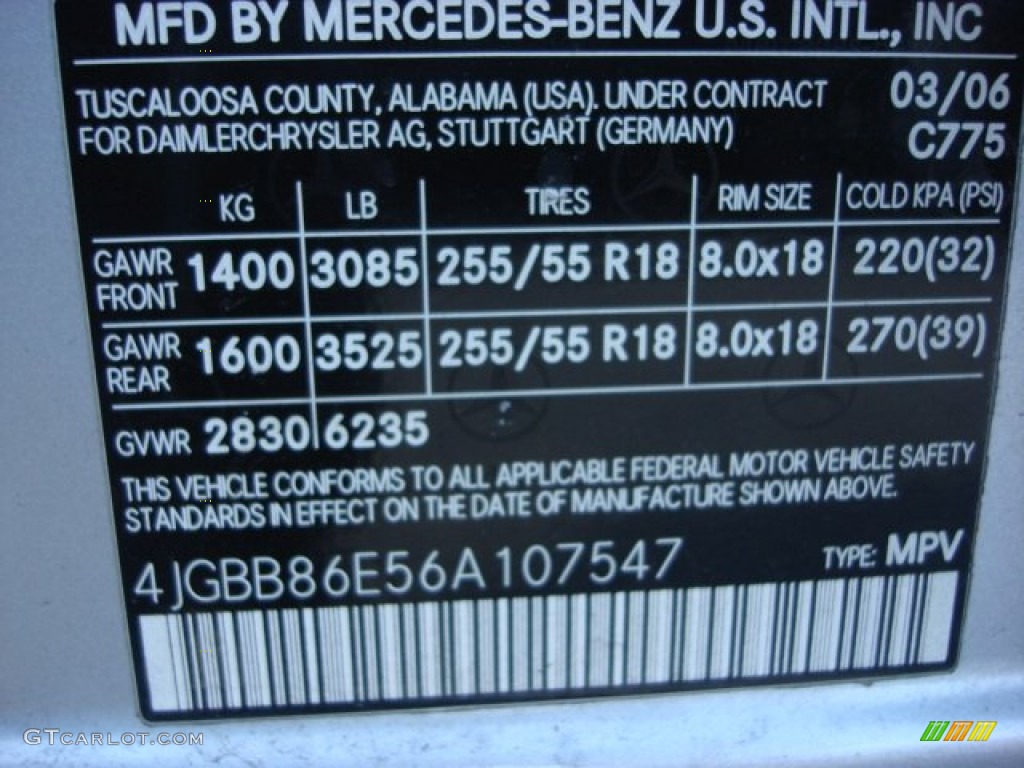 MFD BY MERCEDES-BENZ U.S. INTL., INC
TUSCALOOSA COUNTY, ALABAMA (USA). UNDER CONTRACT 03/06
FOR DAIMLERCHRYSLER AG, STUTTGART (GERMANY) C775
KG LB TIRES RIM SIZE COLD KPA (PSI)
GAWR FRONT 1400 3085 255/55 R18 8.0x18 220(32)
GAWR REAR 1600 3525 255/55 R18 8.0x18 270(39)
GVWR 2830 6235
THIS VEHICLE CONFORMS TO ALL APPLICABLE FEDERAL MOTOR VEHICLE SAFETY
STANDARDS IN EFFECT ON THE DATE OF MANUFACTURE SHOWN ABOVE.
4JGBB86E56A107547 TYPE: MPV
GTCARLOT.COM